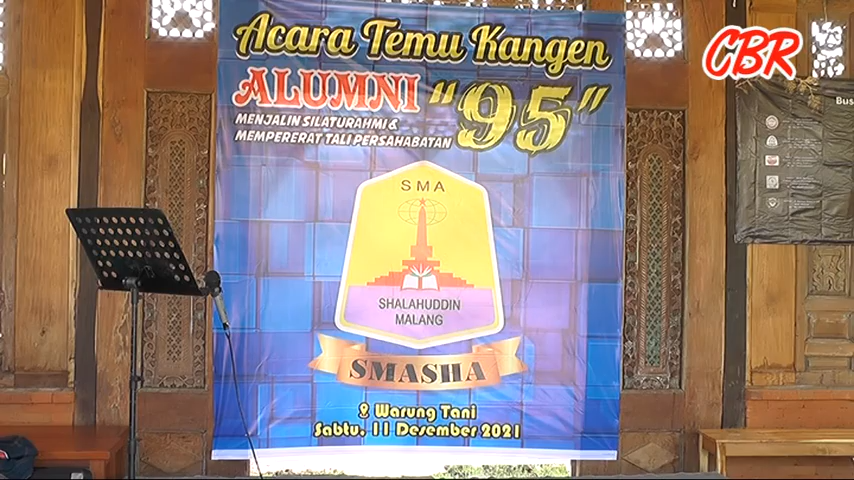 Acara Temu Kangen
ALUMNI "95"
MENJALIN SILATURAHMI &
MEMPERERAT TALI PERSAHABATAN
SMA
SHALAHUDDIN
MALANG
SMASHA
Warung Tani
Sabtu, 11 Desember 2021
CBR
Bus